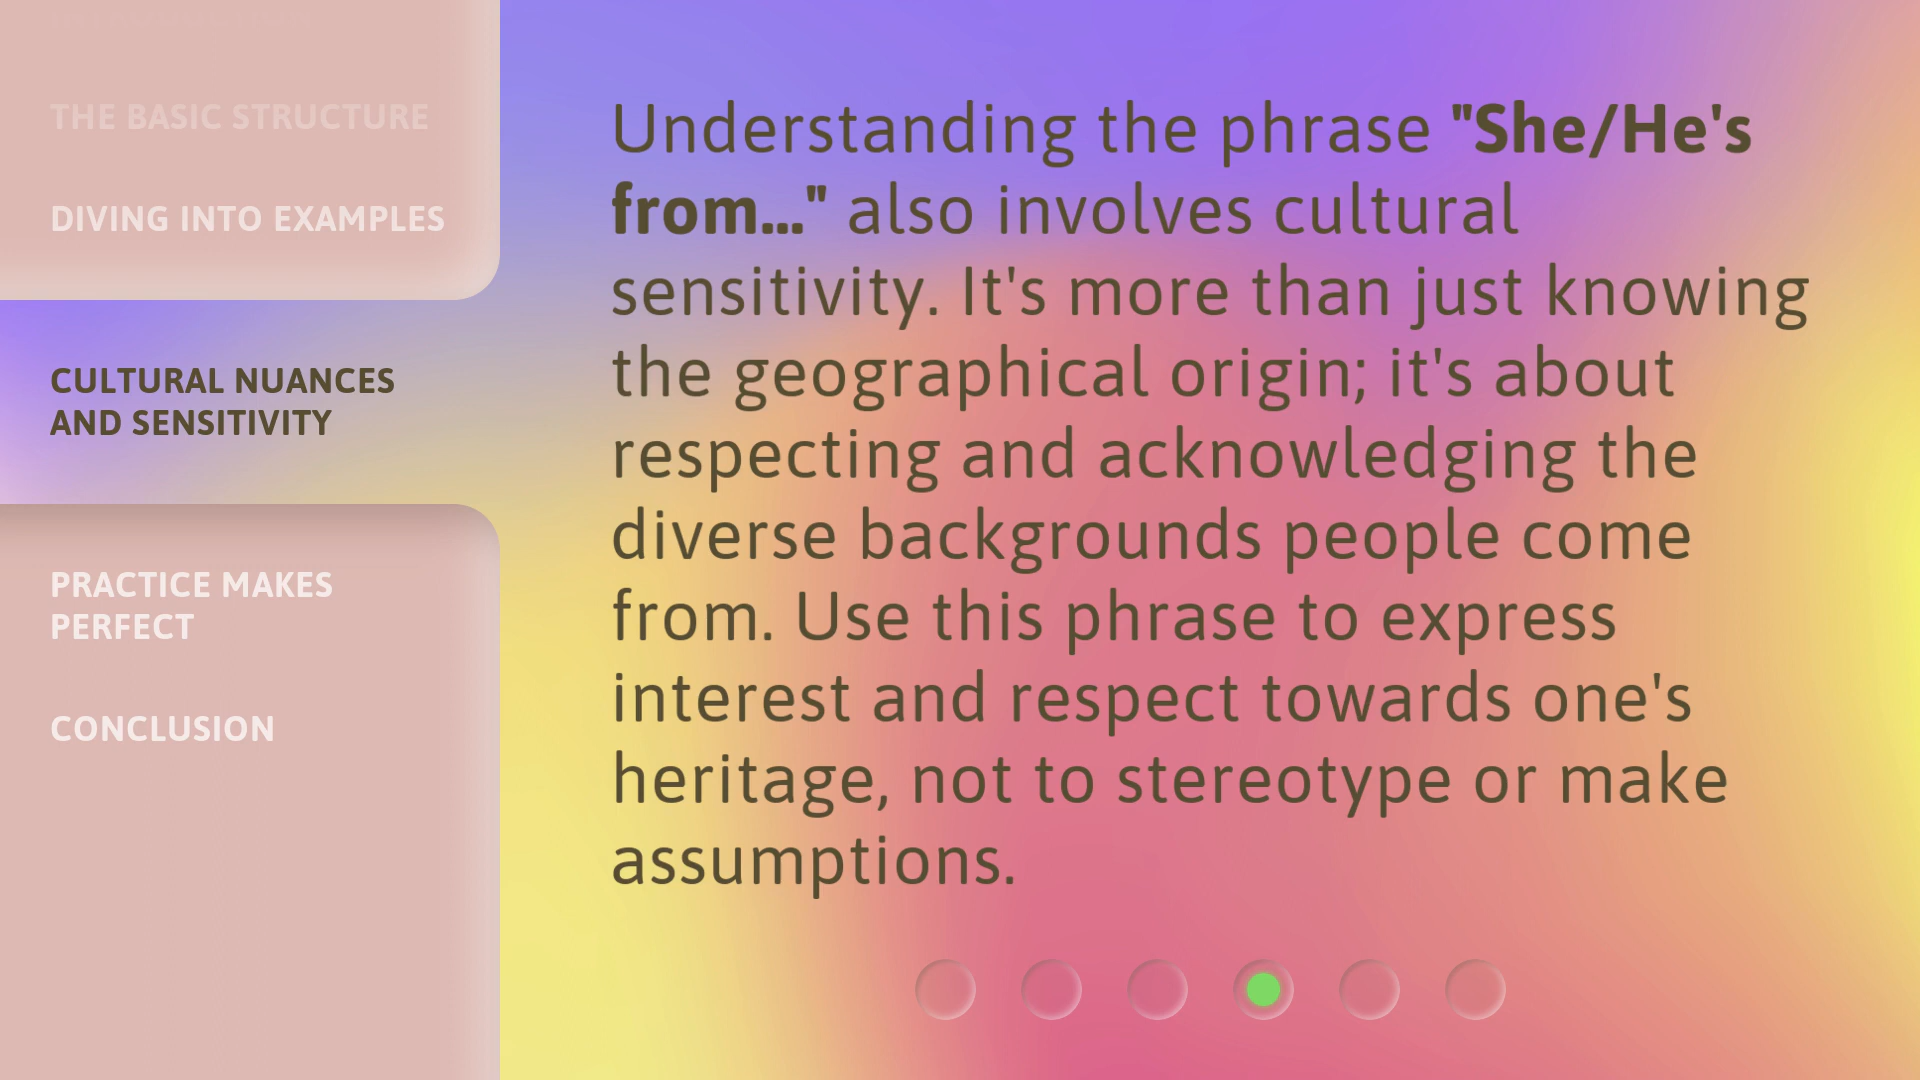 THE BASIC STRUCTURE
DIVING INTO EXAMPLES
CULTURAL NUANCES
AND SENSITIVITY
PRACTICE MAKES
PERFECT
CONCLUSION
Understanding the phrase "She/He's
from..." also involves cultural
sensitivity. It's more than just knowing
the geographical origin; it's about
respecting and acknowledging the
diverse backgrounds people come
from. Use this phrase to express
interest and respect towards one's
heritage, not to stereotype or make
assumptions.